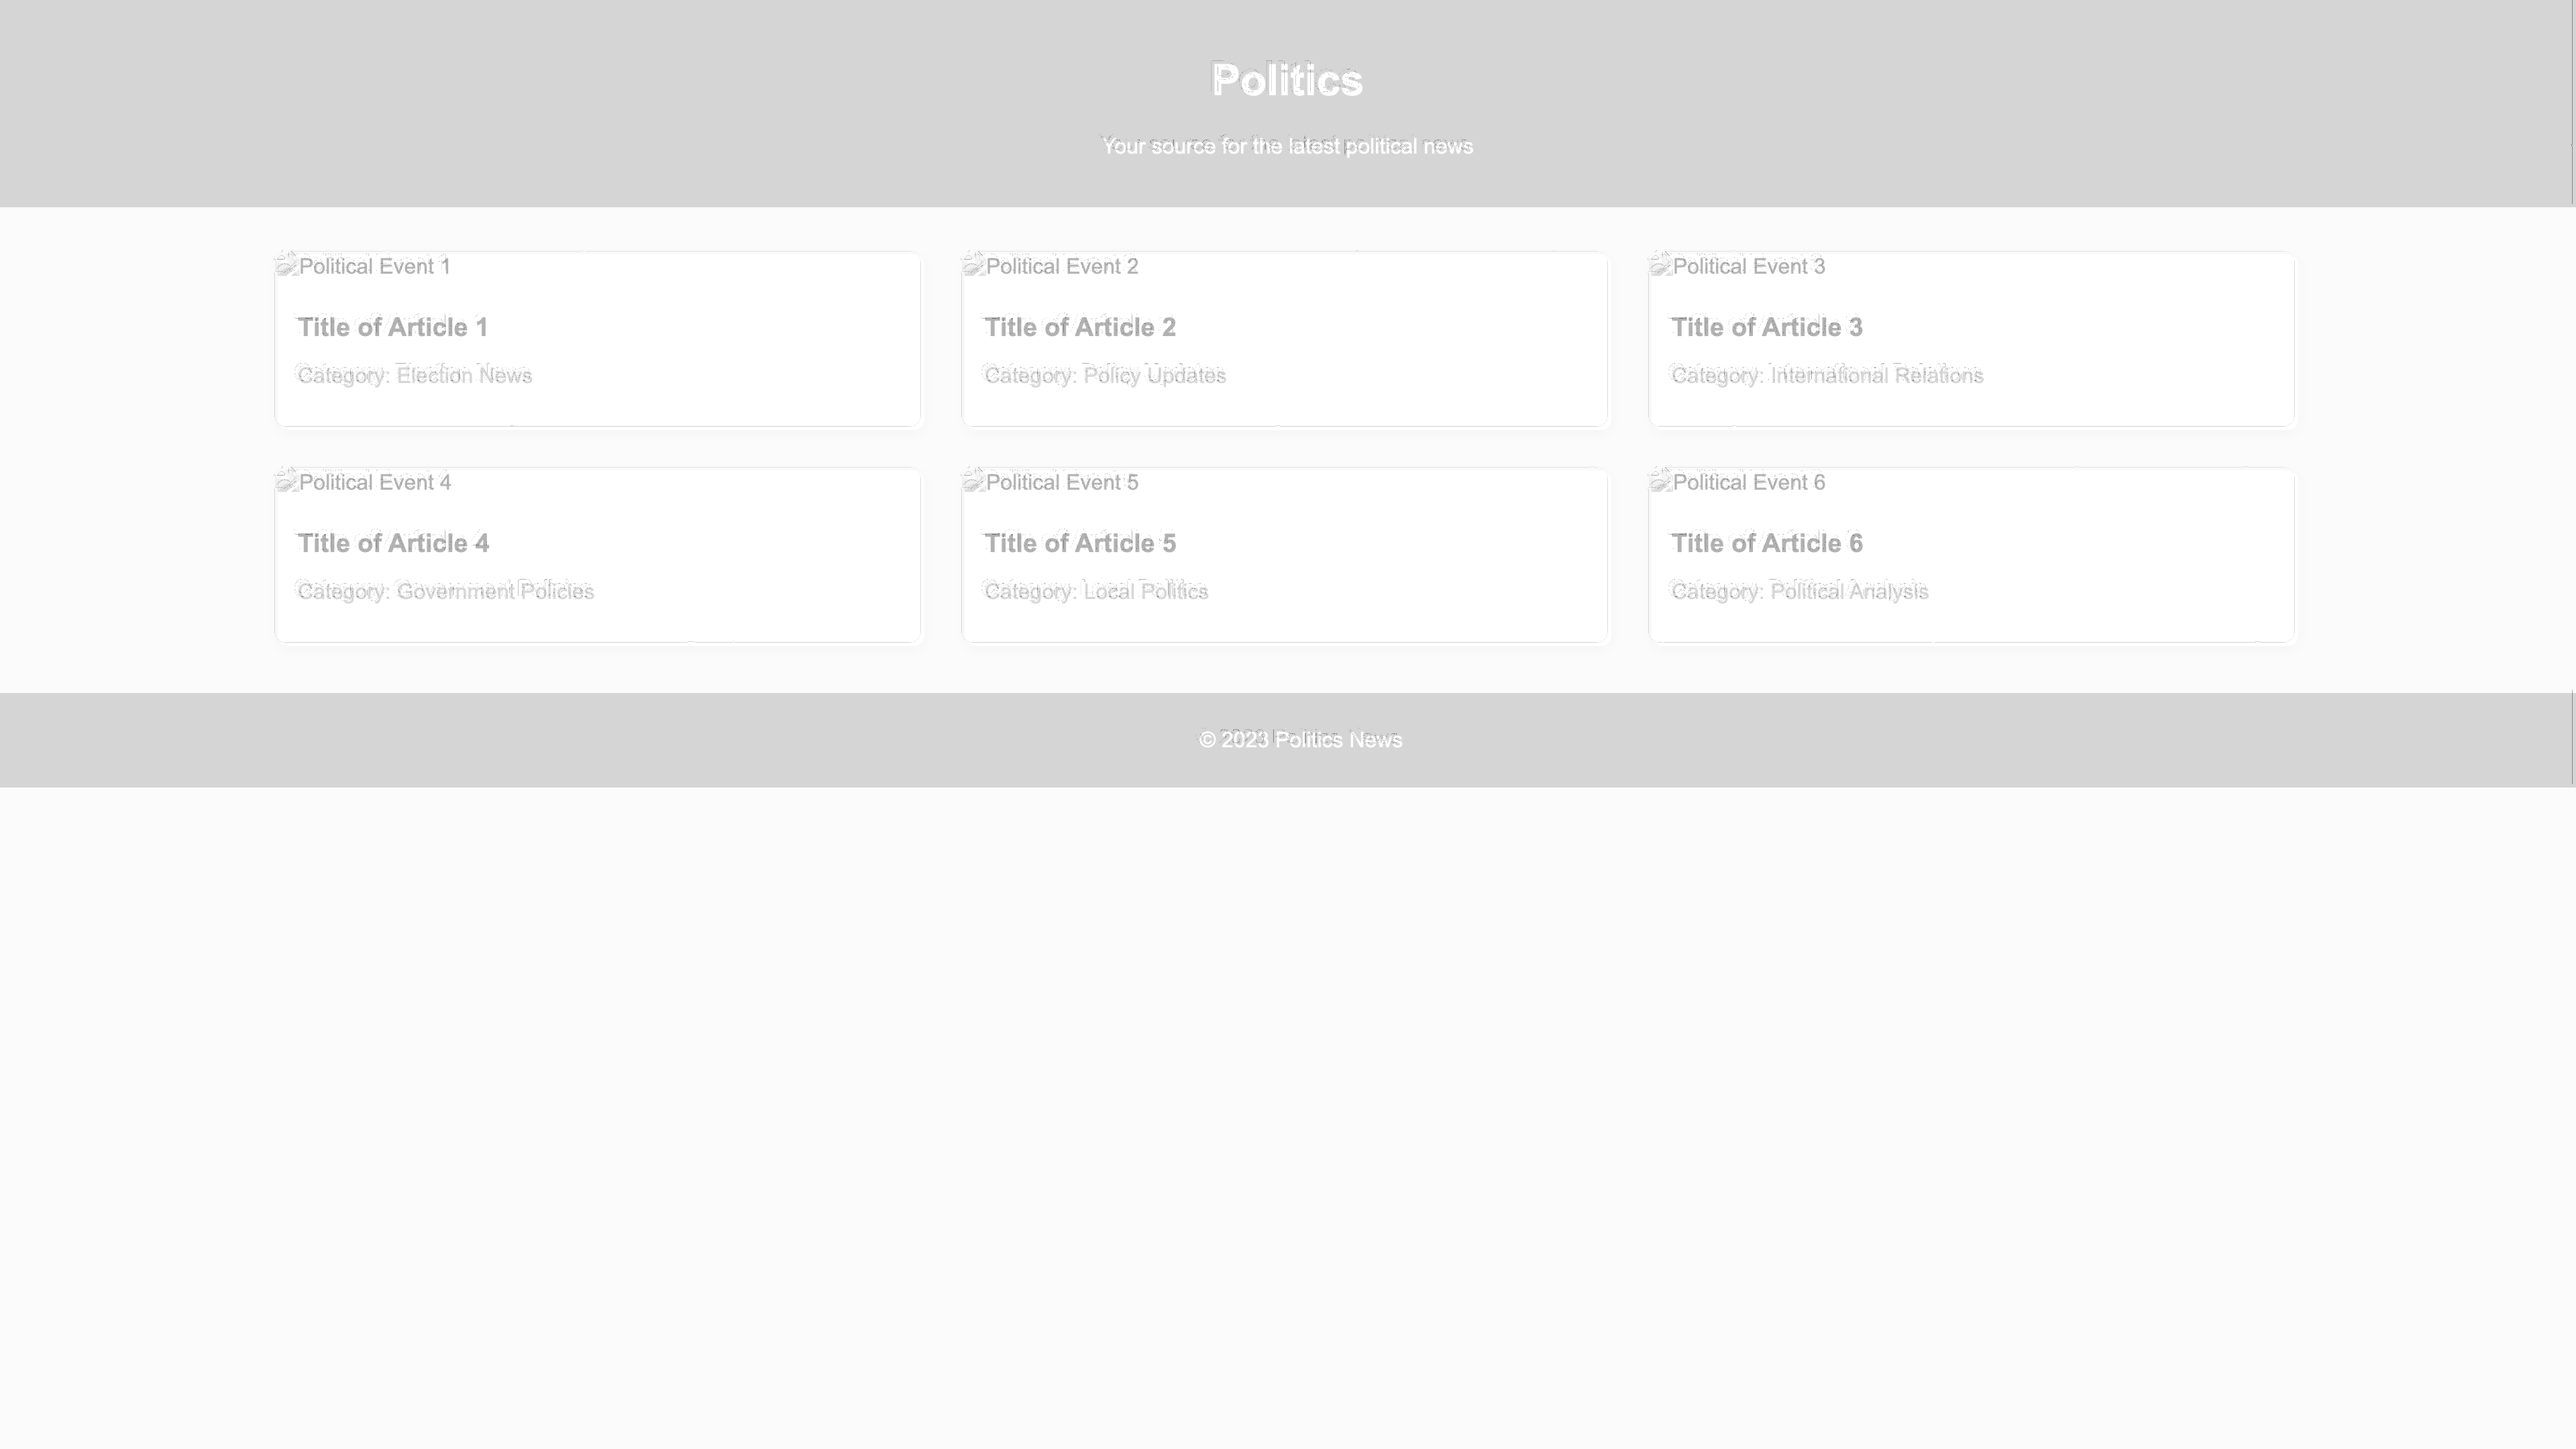 Politics
Your source for the latest political news
Political Event 1
Title of Article 1
Category: Election News
Political Event 2
Title of Article 2
Category: Policy Updates
Political Event 3
Title of Article 3
Category: International Relations
Political Event 4
Title of Article 4
Category: Government Policies
Political Event 5
Title of Article 5
Category: Local Politics
Political Event 6
Title of Article 6
Category: Political Analysis
© 2023 Politics News